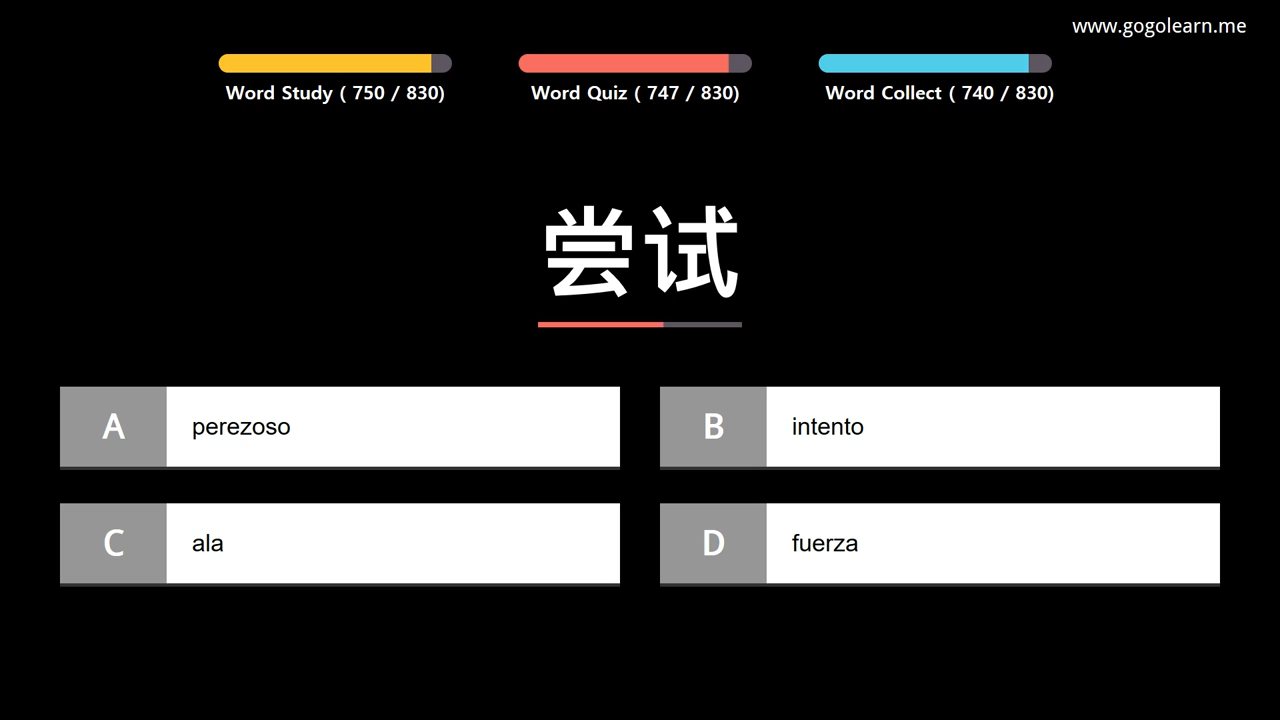 www.gogolearn.me
Word Study ( 750 / 830)
Word Quiz ( 747 / 830)
Word Collect ( 740 / 830)
尝试
A perezoso
B intento
C ala
D fuerza